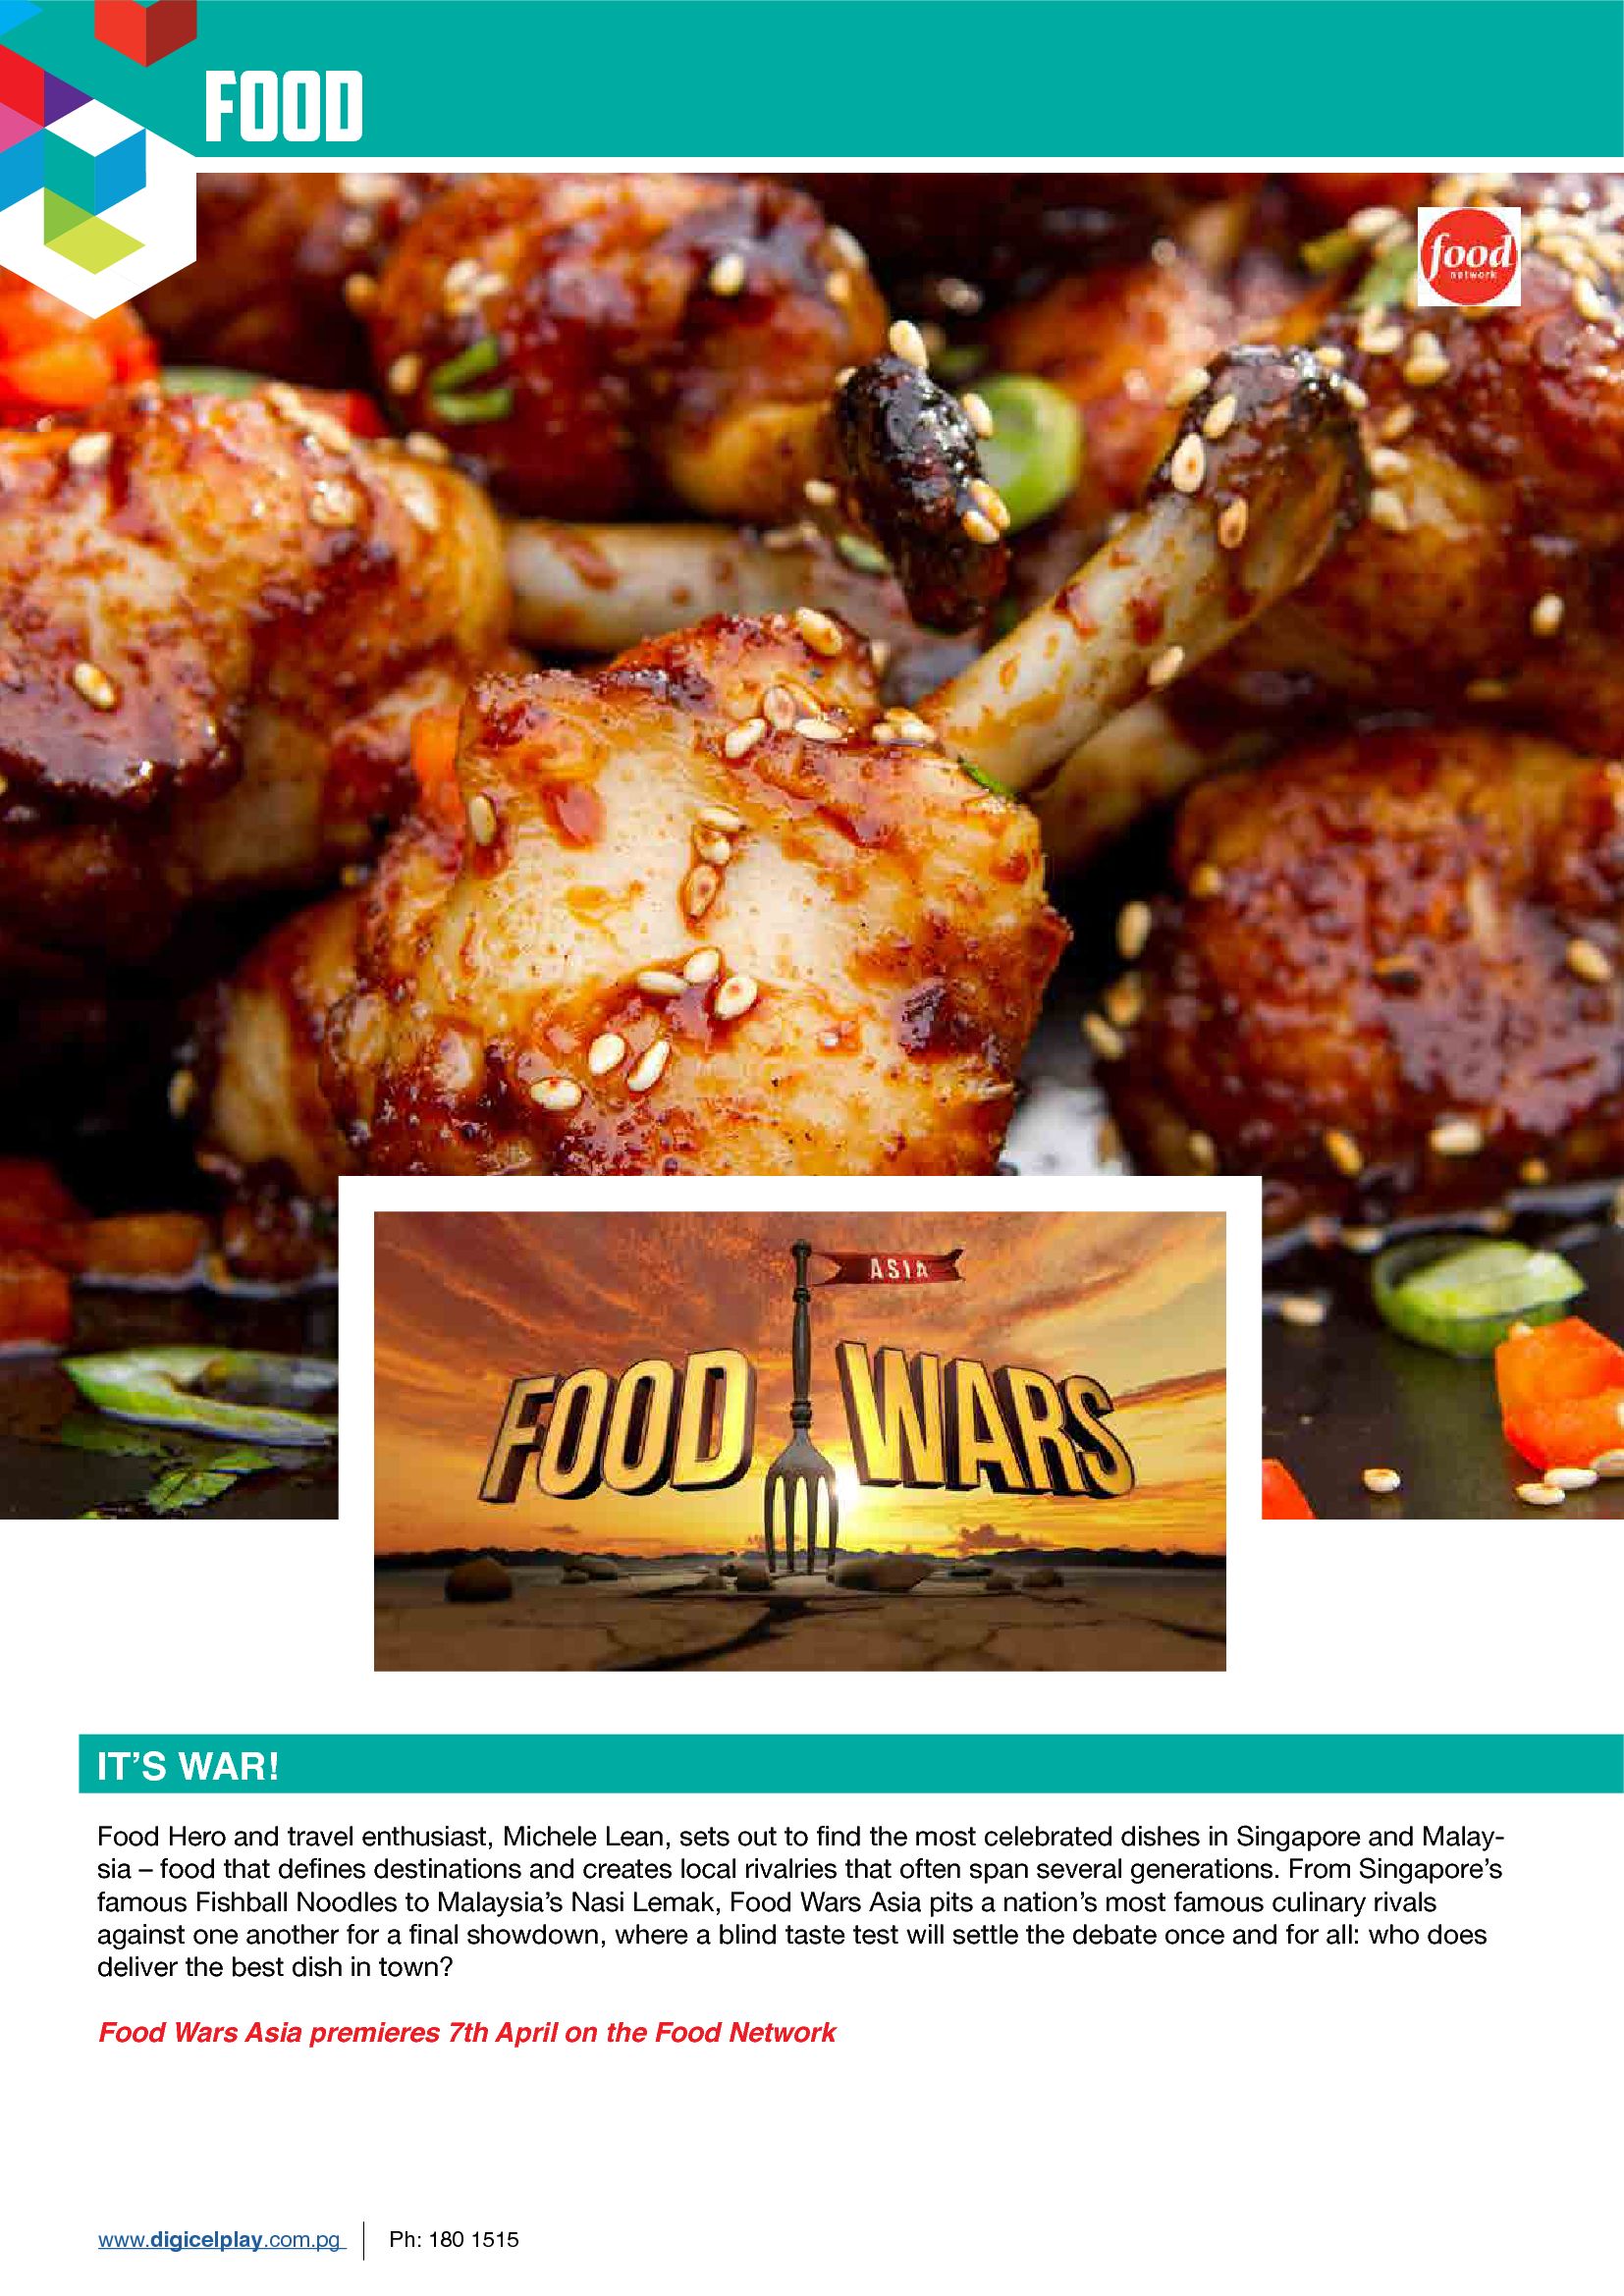 FOOD
food
network
ASIA
FOOD WARS
IT’S WAR!
Food Hero and travel enthusiast, Michele Lean, sets out to find the most celebrated dishes in Singapore and Malay-
sia – food that defines destinations and creates local rivalries that often span several generations. From Singapore’s
famous Fishball Noodles to Malaysia’s Nasi Lemak, Food Wars Asia pits a nation’s most famous culinary rivals
against one another for a final showdown, where a blind taste test will settle the debate once and for all: who does
deliver the best dish in town?
Food Wars Asia premieres 7th April on the Food Network
www.digicelplay.com.pg | Ph: 180 1515